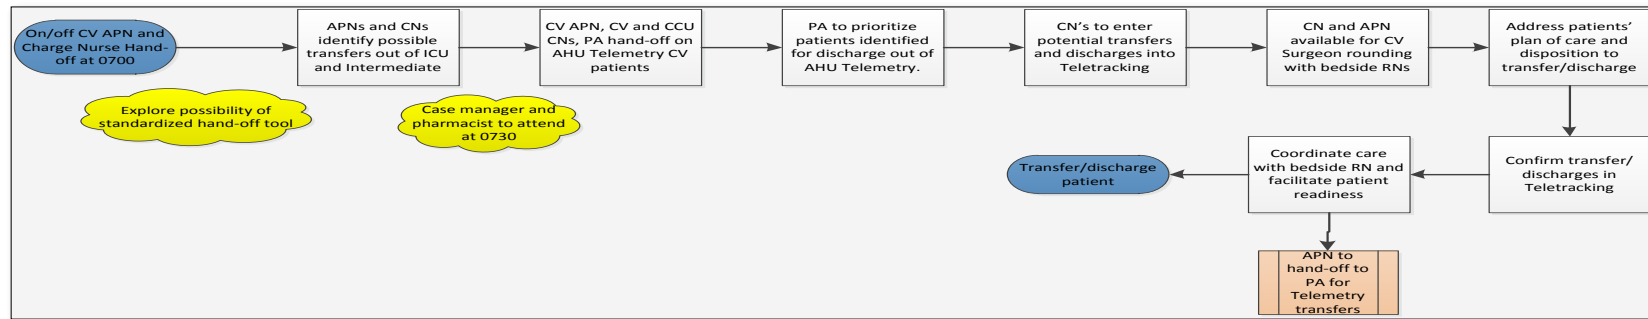 On/off CV APN and
Charge Nurse Hand-
off at 0700
APNs and CNs
identify possible
transfers out of ICU
and Intermediate
CV APN, CV and CCU
CNs, PA hand-off on
AHU Telemetry CV
patients
PA to prioritize
patients identified
for discharge out of
AHU Telemetry.
CN's to enter
potential transfers
and discharges into
Teletracking
CN and APN
available for CV
Surgeon rounding
with bedside RNs
Address patients'
plan of care and
disposition to
transfer/discharge
Explore possibility of
standardized hand-off tool
Case manager and
pharmacist to attend
at 0730
Transfer/discharge
patient
Coordinate care
with bedside RN and
facilitate patient
readiness
Confirm transfer/
discharges in
Teletracking
APN to
hand-off to
PA for
Telemetry
transfers